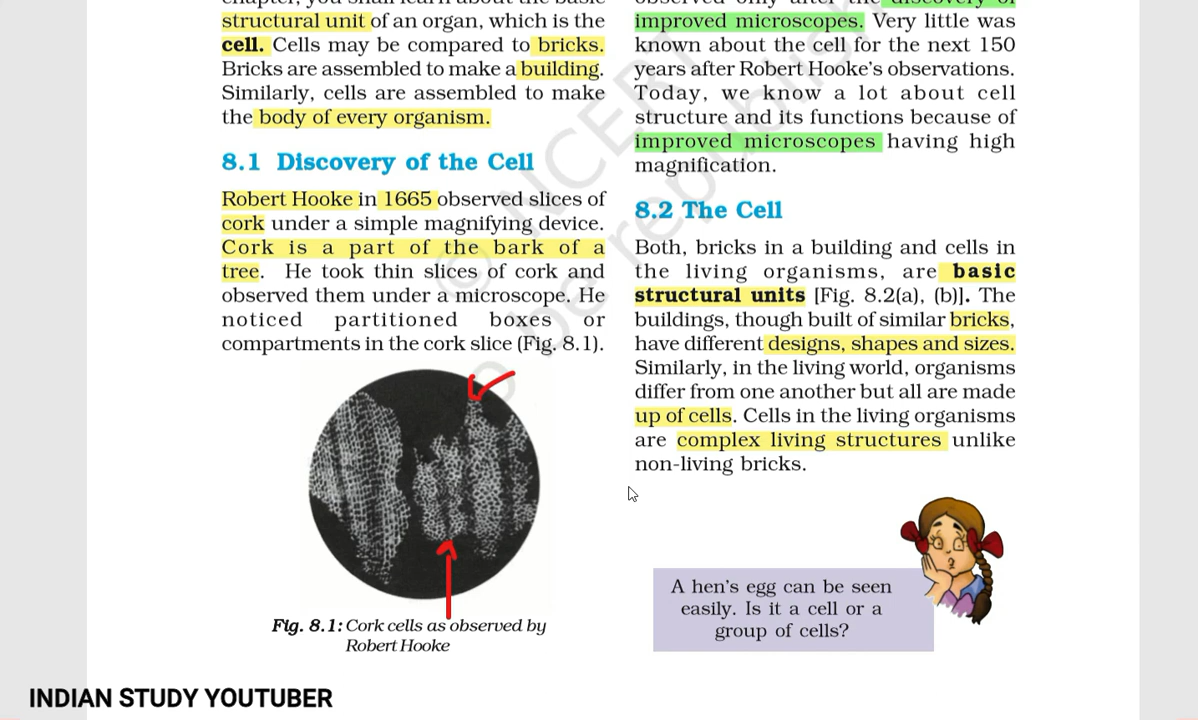 structural unit of an organ, which is the
cell. Cells may be compared to bricks.
Bricks are assembled to make a building.
Similarly, cells are assembled to make
the body of every organism.
8.1 Discovery of the Cell
Robert Hooke in 1665 observed slices of
cork under a simple magnifying device.
Cork is a part of the bark of a
tree. He took thin slices of cork and
observed them under a microscope. He
noticed partitioned boxes or
compartments in the cork slice (Fig. 8.1).
Fig. 8.1: Cork cells as observed by
Robert Hooke
improved microscopes. Very little was
known about the cell for the next 150
years after Robert Hooke's observations.
Today, we know a lot about cell
structure and its functions because of
improved microscopes having high
magnification.
8.2 The Cell
Both, bricks in a building and cells in
the living organisms, are basic
structural units [Fig. 8.2(a), (b)]. The
buildings, though built of similar bricks,
have different designs, shapes and sizes.
Similarly, in the living world, organisms
differ from one another but all are made
up of cells. Cells in the living organisms
are complex living structures unlike
non-living bricks.
A hen's egg can be seen
easily. Is it a cell or a
group of cells?
© NCERT
be republish
INDIAN STUDY YOUTUBER